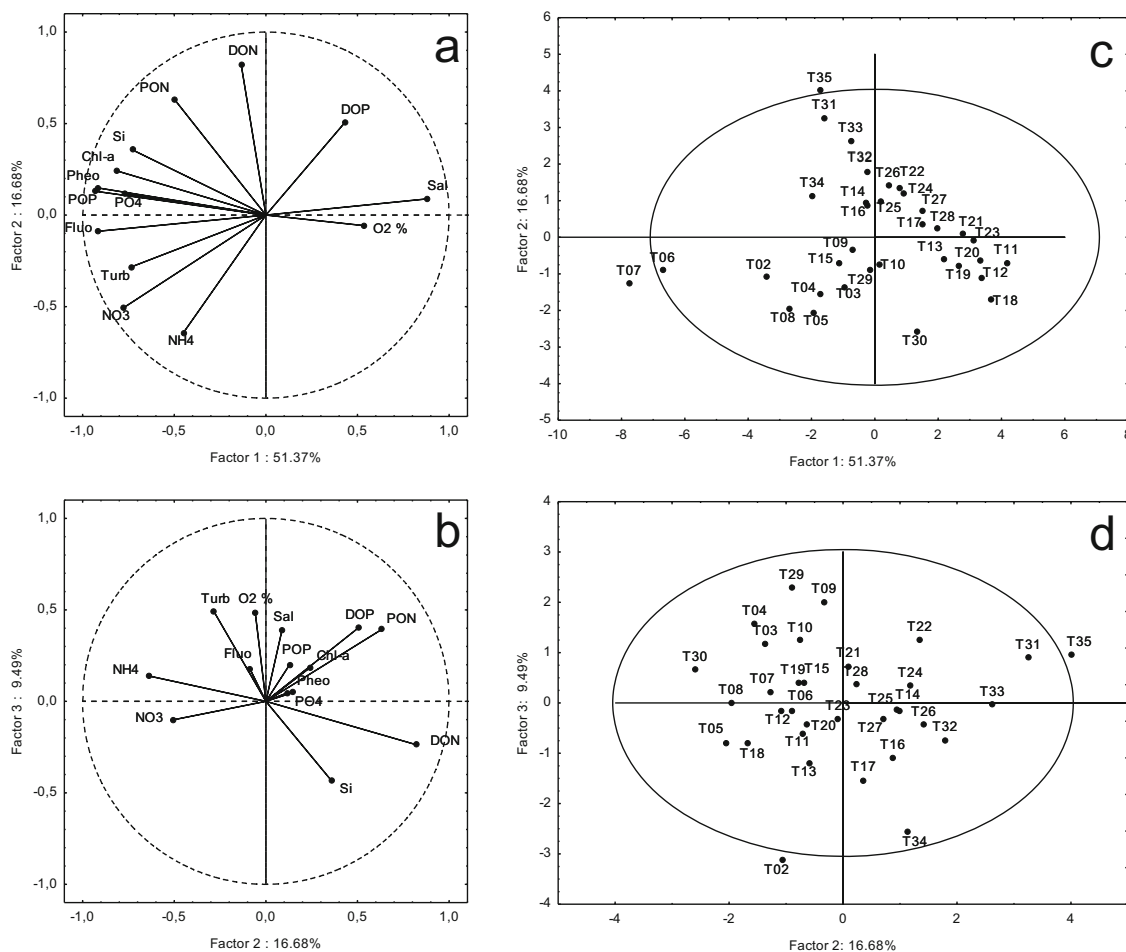 a
1,0
0,5
0,0
-0,5
-1,0
Factor 2 : 16.68%
DON
PON
DOP
Si
Chl-a
Pheo
POP
PO4
Sal
Fluo
O2 %
Turb
NO3
NH4
-1,0 -0,5 0,0 0,5 1,0
Factor 1 : 51.37%
c
6
5
4
3
2
1
0
-1
-2
-3
-4
-5
Factor 2: 16.68%
T35
T31
T33
T32
T26 T22
T34
T14
T24
T16
T25
T27
T17
T28
T21
T23
T09
T13
T20
T11
T07
T06
T02
T15
T29
T10
T19
T12
T04
T03
T18
T08
T05
T30
-10 -8 -6 -4 -2 0 2 4 6 8
Factor 1: 51.37%
b
1,0
0,5
0,0
-0,5
-1,0
Factor 3 : 9.49%
Turb
O2 %
Sal
DOP
PON
Fluo
POP
Chl-a
NH4
Pheo
PO4
NO3
DON
Si
-1,0 -0,5 0,0 0,5 1,0
Factor 2 : 16.68%
d
4
3
2
1
0
-1
-2
-3
-4
Factor 3: 9.49%
T29
T09
T04
T03
T10
T22
T31
T35
T30
T21
T19 T15
T28
T24
T07
T08
T06
T14
T25
T33
T12
T23
T26
T05
T20
T27
T32
T18
T11
T16
T13
T17
T34
T02
-4 -2 0 2 4
Factor 2: 16.68%